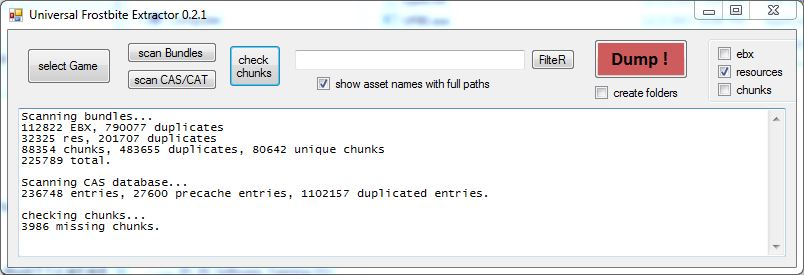 Universal Frostbite Extractor 0.2.1
select Game
scan Bundles
scan CAS/CAT
check
chunks
FilteR
show asset names with full paths
Dump !
create folders
ebx
resources
chunks
Scanning bundles...
112822 EBX, 790077 duplicates
32325 res, 201707 duplicates
88354 chunks, 483655 duplicates, 80642 unique chunks
225789 total.
Scanning CAS database...
236748 entries, 27600 precache entries, 1102157 duplicated entries.
checking chunks...
3986 missing chunks.